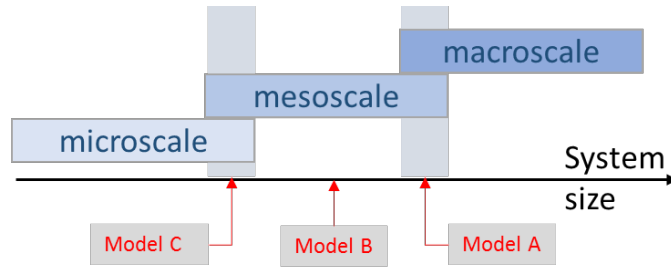 macroscale
mesoscale
microscale
System
size
Model C
Model B
Model A